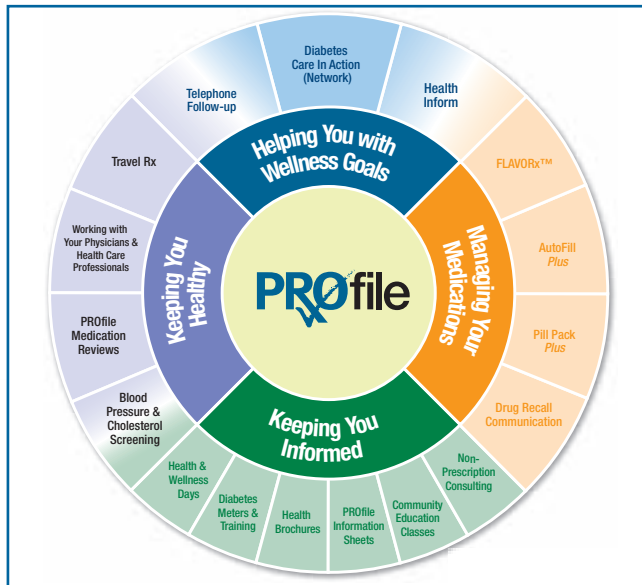 PROfile
Helping You with
Wellness Goals
Managing Your
Medications
Keeping You
Informed
Keeping You
Healthy
Telephone
Follow-up
Diabetes
Care In Action
(Network)
Health
Inform
FLAVORx™
AutoFill
Plus
Pill Pack
Plus
Drug Recall
Communication
Non-
Prescription
Consulting
Community
Education
Classes
PROfile
Information
Sheets
Health
Brochures
Diabetes
Meters &
Training
Health &
Wellness
Days
Blood
Pressure &
Cholesterol
Screening
PROfile
Medication
Reviews
Working with
Your Physicians &
Health Care
Professionals
Travel Rx